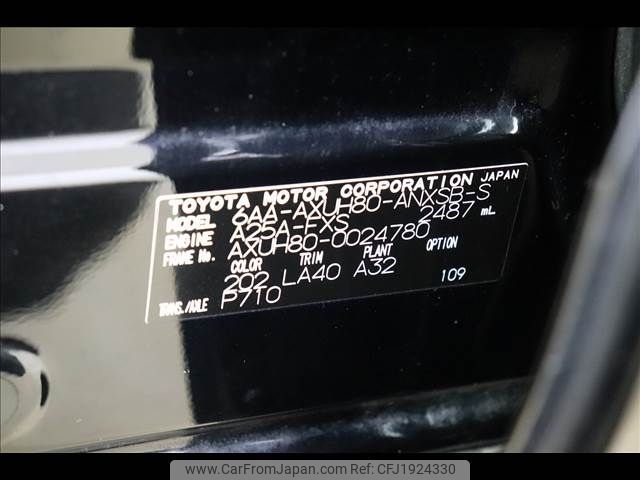 TOYOTA MOTOR CORPORATION JAPAN
MODEL 6AA-AXUH80-ANXSB-S
ENGINE A25A-FXS 2487 mL
FRAME No. AXUH80-0024780
COLOR TRIM PLANT OPTION
202 LA40 A32 109
TRANS./AXLE P710
www.CarFromJapan.com CFJ1924330